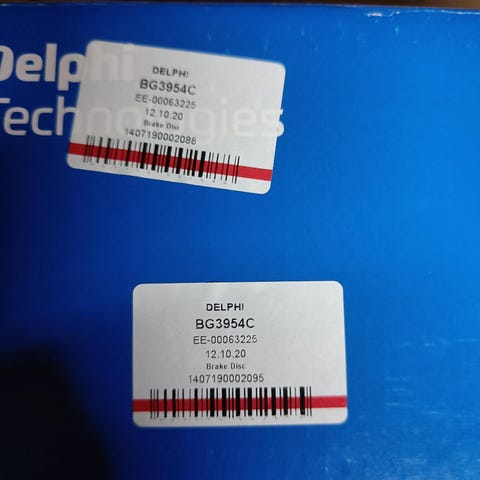 Delphi
Technologies
DELPHI
BG3954C
EE-00063225
12.10.20
Brake Disc
1407190002088
DELPHI
BG3954C
EE-00063225
12.10.20
Brake Disc
1407190002095